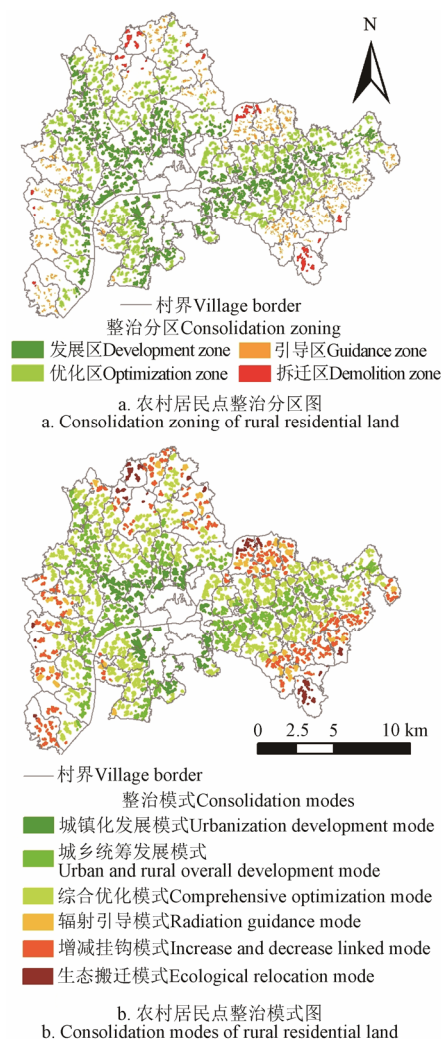 N
村界Village border
整治分区Consolidation zoning
发展区Development zone 引导区Guidance zone
优化区Optimization zone 拆迁区Demolition zone
a. 农村居民点整治分区图
a. Consolidation zoning of rural residential land
0 2.5 5 10 km
村界Village border
整治模式Consolidation modes
城镇化发展模式Urbanization development mode
城乡统筹发展模式
Urban and rural overall development mode
综合优化模式Comprehensive optimization mode
辐射引导模式Radiation guidance mode
增减挂钩模式Increase and decrease linked mode
生态搬迁模式Ecological relocation mode
b. 农村居民点整治模式图
b. Consolidation modes of rural residential land